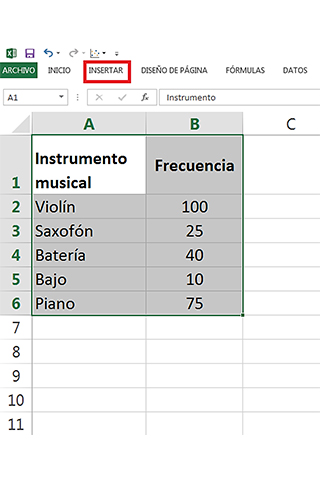 ARCHIVO INICIO INSERTAR DISEÑO DE PÁGINA FÓRMULAS DATOS
A1 fx Instrumento
A B C
1 Instrumento musical Frecuencia
2 Violín 100
3 Saxofón 25
4 Batería 40
5 Bajo 10
6 Piano 75
7
8
9
10
11